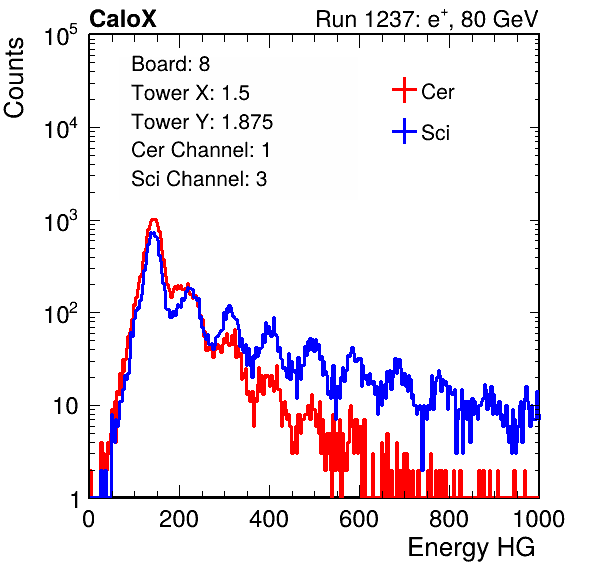 CaloX Run 1237: e⁺, 80 GeV
Counts
Board: 8
Tower X: 1.5
Tower Y: 1.875
Cer Channel: 1
Sci Channel: 3
Cer
Sci
10⁵
10⁴
10³
10²
10
1
0 200 400 600 800 1000
Energy HG